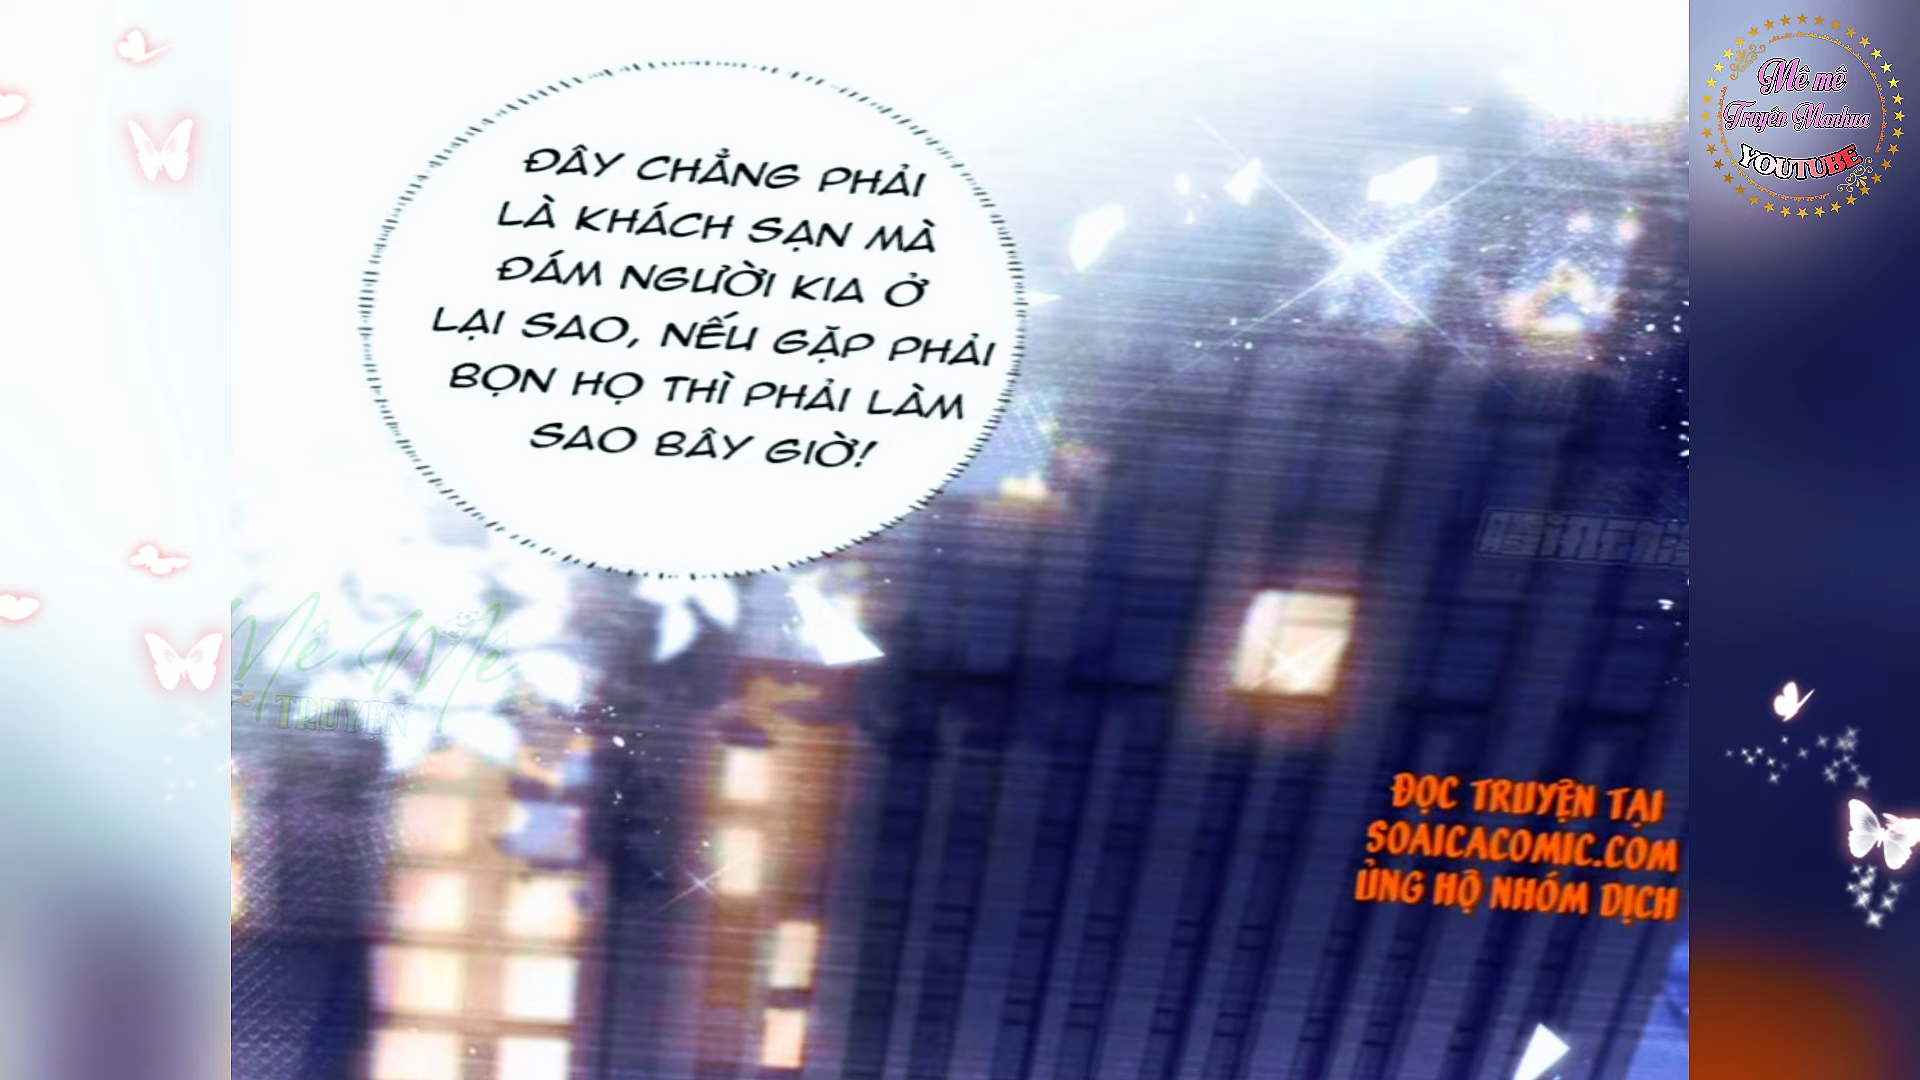 ĐÂY CHẲNG PHẢI
LÀ KHÁCH SẠN MÀ
ĐÁM NGƯỜI KIA Ở
LẠI SAO, NẾU GẶP PHẢI
BỌN HỌ THÌ PHẢI LÀM
SAO BÂY GIỜ!
Mê mê
Truyện Manhua
YOUTUBE
Mê Mê
TRUYỆN
ĐỌC TRUYỆN TẠI
SOAICACOMIC.COM
ỦNG HỘ NHÓM DỊCH